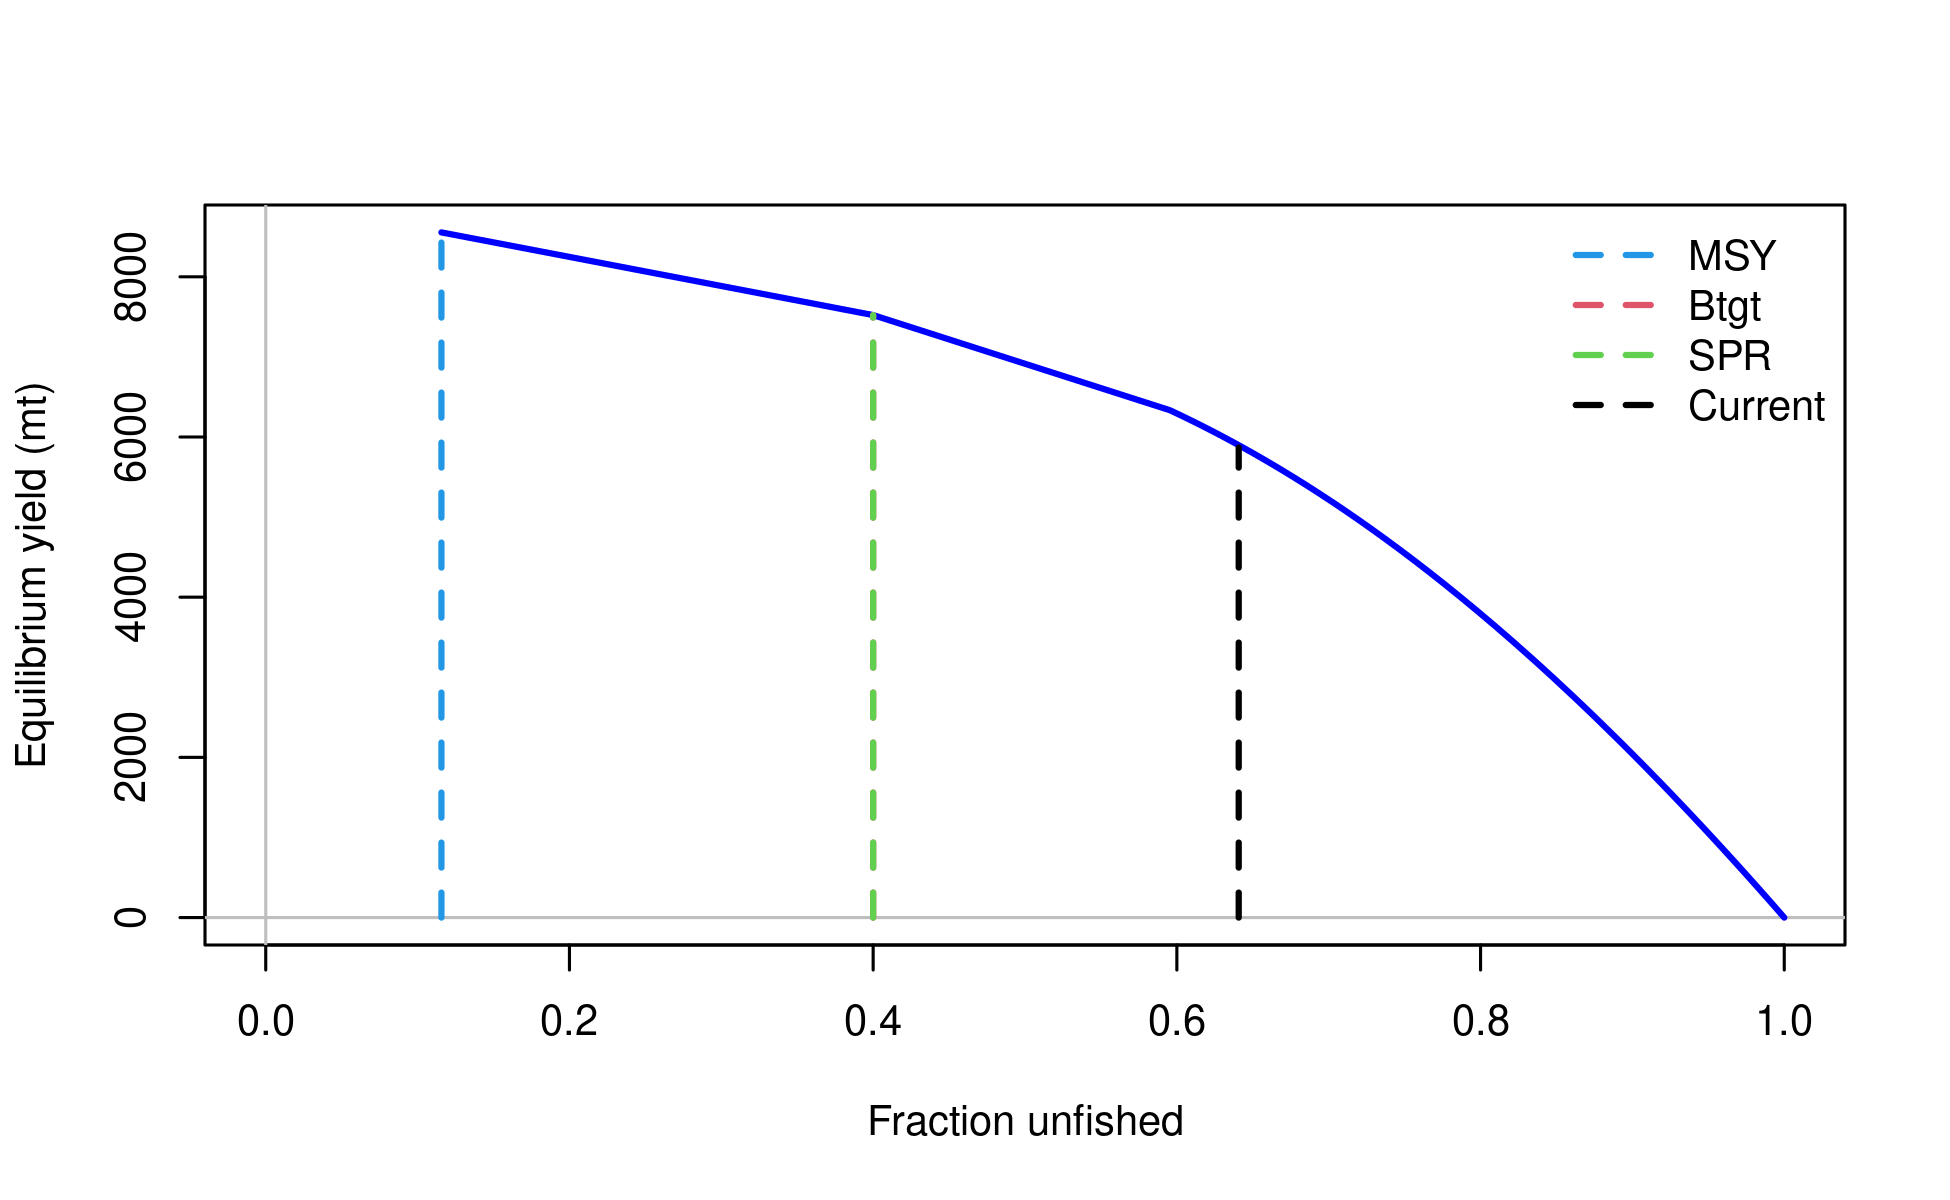 MSY
Btgt
SPR
Current
Equilibrium yield (mt)
8000
6000
4000
2000
0
0.0 0.2 0.4 0.6 0.8 1.0
Fraction unfished